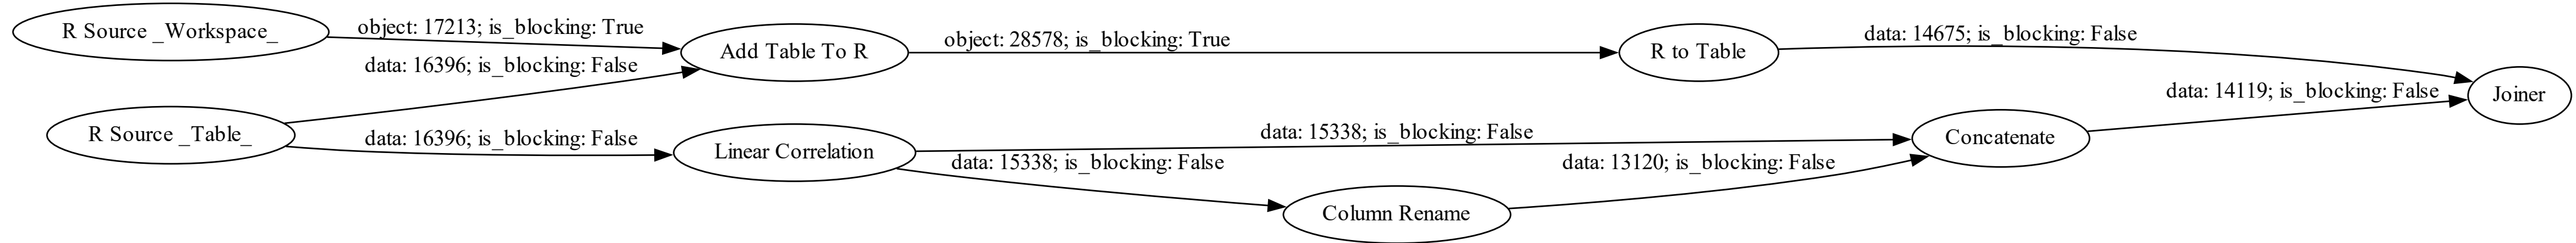 R Source _Workspace_
object: 17213; is_blocking: True
Add Table To R
object: 28578; is_blocking: True
R to Table
data: 14675; is_blocking: False
Joiner
data: 16396; is_blocking: False
R Source _Table_
data: 16396; is_blocking: False
Linear Correlation
data: 15338; is_blocking: False
data: 15338; is_blocking: False
Column Rename
data: 13120; is_blocking: False
Concatenate
data: 14119; is_blocking: False